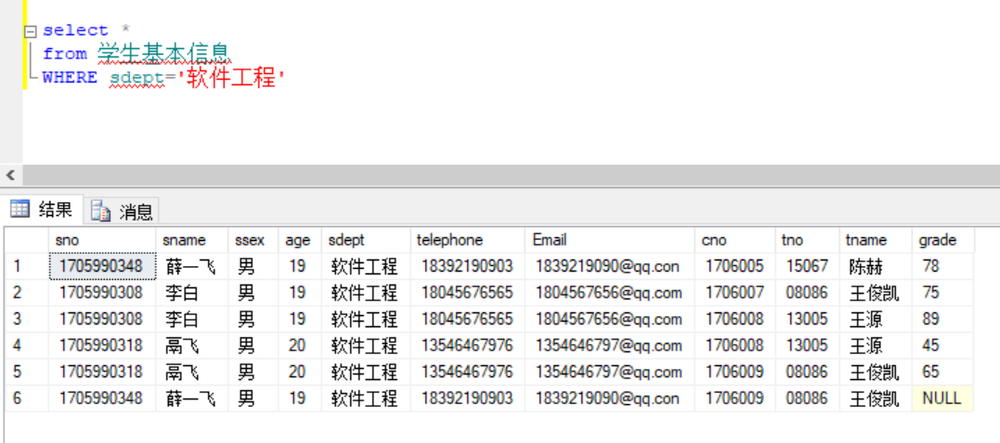 select *
from 学生基本信息
WHERE sdept='软件工程'
结果 消息
sno sname ssex age sdept telephone Email cno tno tname grade
1 1705990348 薛一飞 男 19 软件工程 18392190903 1839219090@qq.con 1706005 15067 陈赫 78
2 1705990308 李白 男 19 软件工程 18045676565 1804567656@qq.com 1706007 08086 王俊凯 75
3 1705990308 李白 男 19 软件工程 18045676565 1804567656@qq.com 1706008 13005 王源 89
4 1705990318 鬲飞 男 20 软件工程 13546467976 1354646797@qq.com 1706008 13005 王源 45
5 1705990318 鬲飞 男 20 软件工程 13546467976 1354646797@qq.com 1706009 08086 王俊凯 65
6 1705990348 薛一飞 男 19 软件工程 18392190903 1839219090@qq.con 1706009 08086 王俊凯 NULL